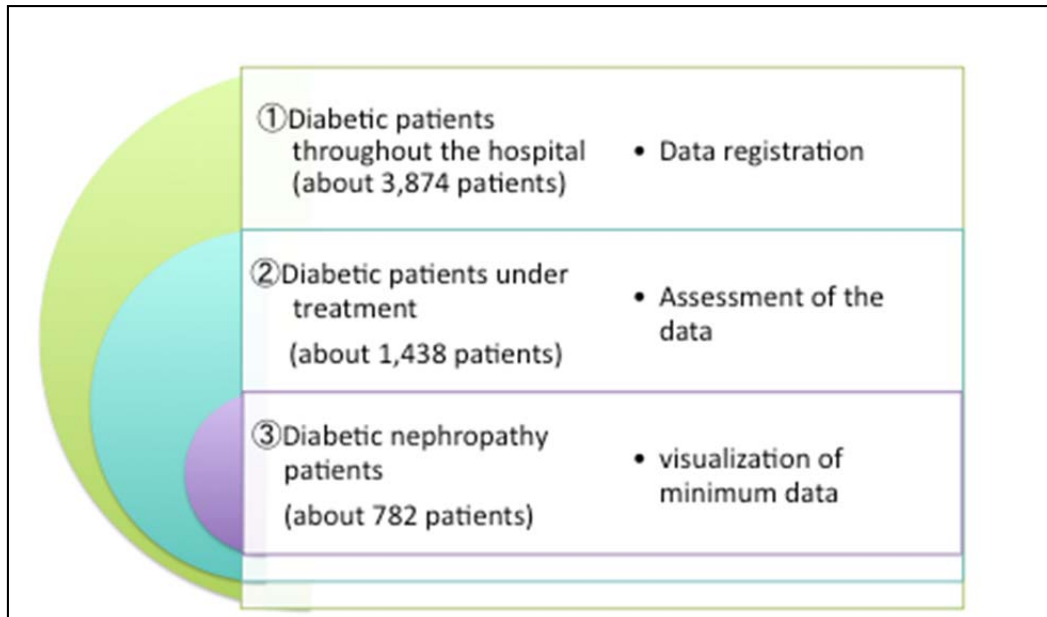 ①Diabetic patients
throughout the hospital
(about 3,874 patients)
• Data registration
②Diabetic patients under
treatment
(about 1,438 patients)
• Assessment of the
data
③Diabetic nephropathy
patients
(about 782 patients)
• visualization of
minimum data